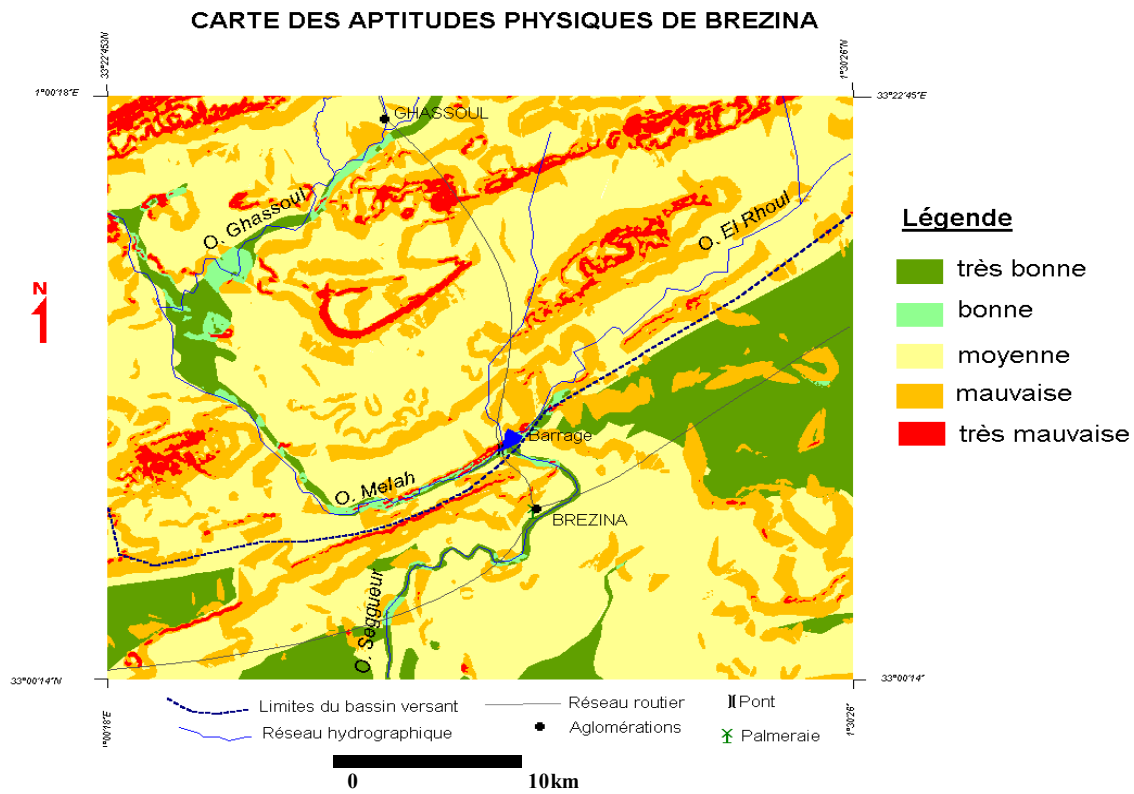 CARTE DES APTITUDES PHYSIQUES DE BREZINA
33°22'453N
1°30'26"N
1°00'18"E
33°22'45"E
GHASSOUL
O. Ghassoul
O. El Rhoul
N
Légende
très bonne
bonne
moyenne
mauvaise
très mauvaise
Barrage
O. Melah
BREZINA
O. Seggueur
33°00'14"N
33°00'14"
1°00'18"E
1°30'26"
Limites du bassin versant
Réseau routier
Pont
Réseau hydrographique
Aglomérations
Palmeraie
0 10km